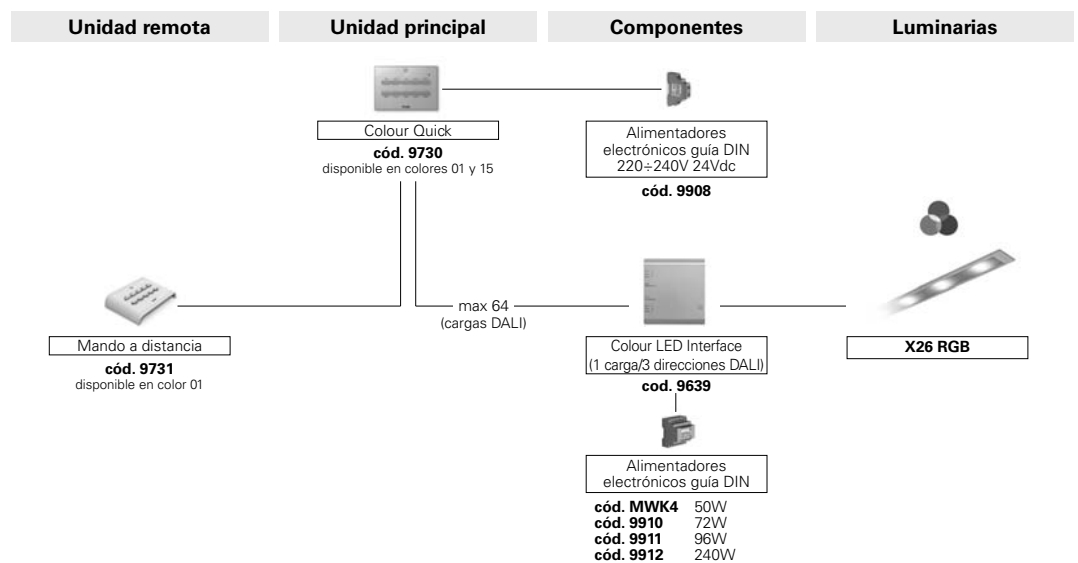 Unidad remota
Unidad principal
Componentes
Luminarias
Colour Quick
cód. 9730
disponible en colores 01 y 15
Alimentadores
electrónicos guía DIN
220÷240V 24Vdc
cód. 9908
Mando a distancia
cód. 9731
disponible en color 01
max 64
(cargas DALI)
Colour LED Interface
(1 carga/3 direcciones DALI)
cod. 9639
X26 RGB
Alimentadores
electrónicos guía DIN
cód. MWK4 50W
cód. 9910 72W
cód. 9911 96W
cód. 9912 240W